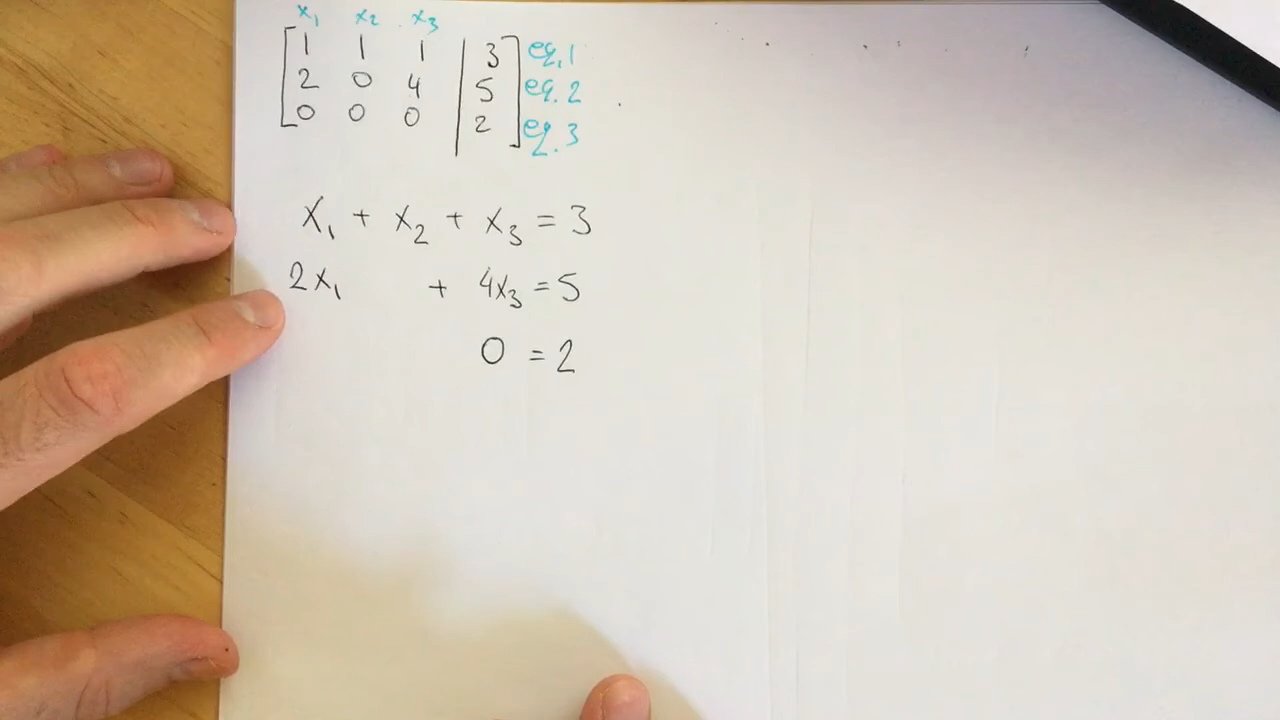 x₁ x₂ x₃
1 1 1 | 3 eq.1
2 0 4 | 5 eq.2
0 0 0 | 2 eq.3
x₁ + x₂ + x₃ = 3
2x₁ + 4x₃ = 5
0 = 2